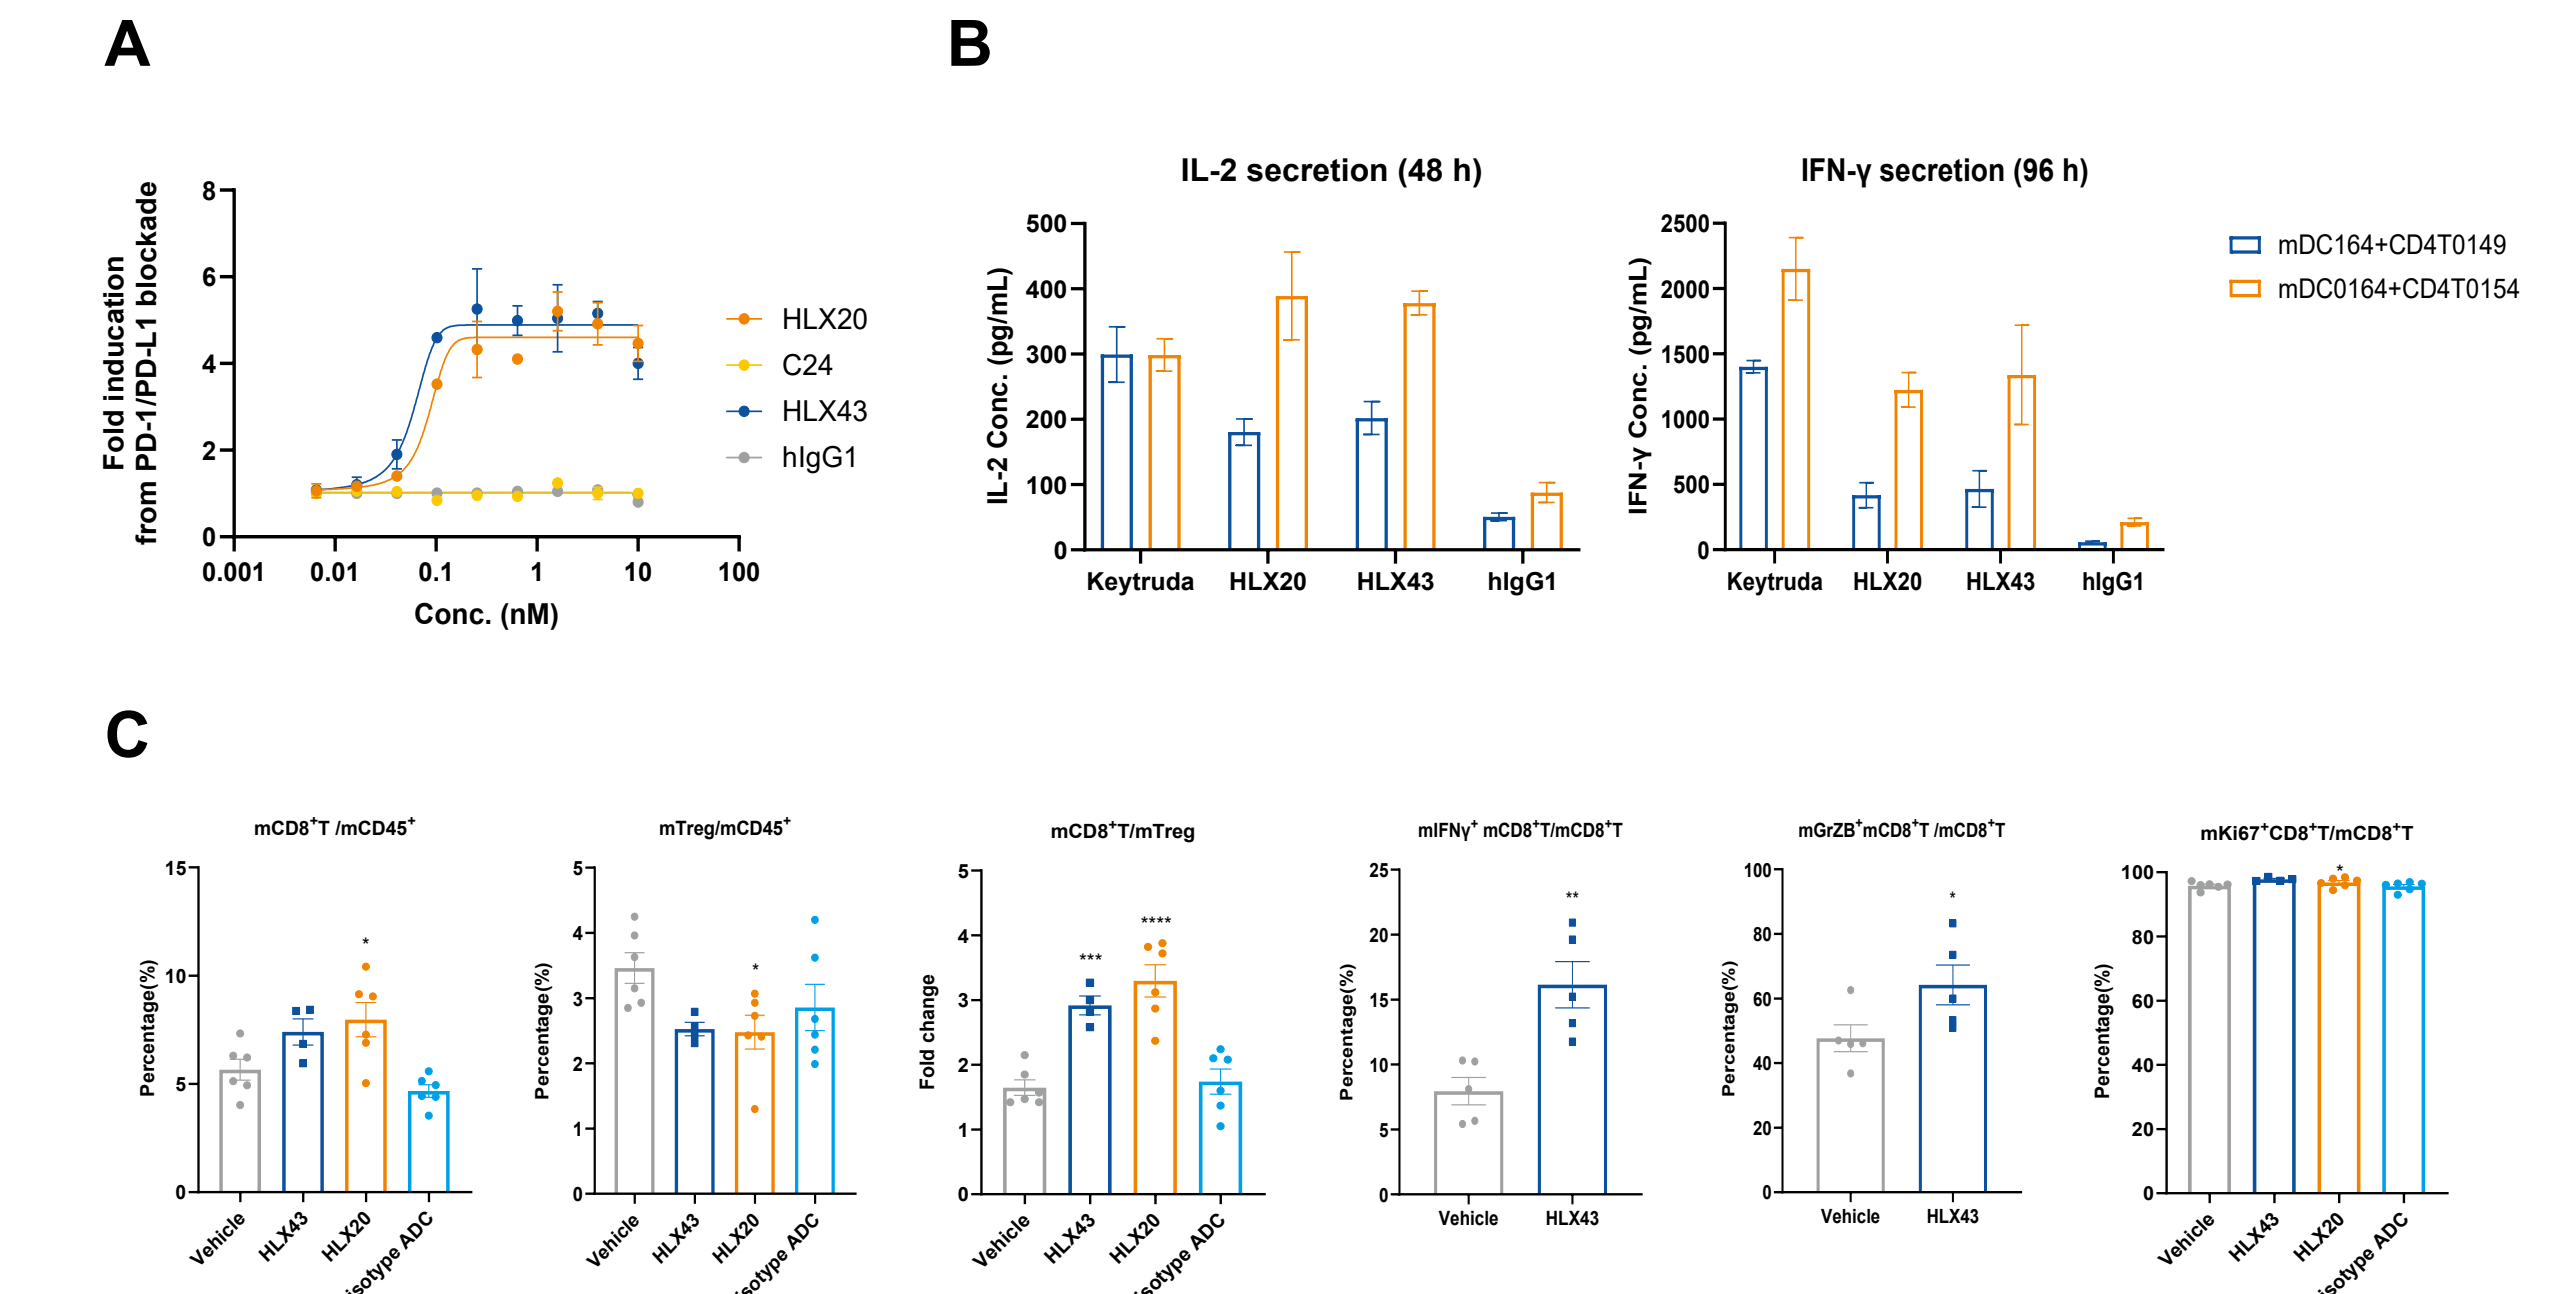 A
B
Fold inducation
from PD-1/PD-L1 blockade
8
6
4
2
0
0.001 0.01 0.1 1 10 100
Conc. (nM)
HLX20
C24
HLX43
hIgG1
IL-2 secretion (48 h)
IL-2 Conc. (pg/mL)
500
400
300
200
100
0
Keytruda HLX20 HLX43 hIgG1
IFN-γ secretion (96 h)
IFN-γ Conc. (pg/mL)
2500
2000
1500
1000
500
0
Keytruda HLX20 HLX43 hIgG1
mDC164+CD4T0149
mDC0164+CD4T0154
C
mCD8+T /mCD45+
Percentage(%)
15
10
5
0
*
Vehicle HLX43 HLX20 isotype ADC
mTreg/mCD45+
Percentage(%)
5
4
3
2
1
0
*
Vehicle HLX43 HLX20 isotype ADC
mCD8+T/mTreg
Fold change
5
4
3
2
1
0
*** ****
Vehicle HLX43 HLX20 isotype ADC
mIFNγ+ mCD8+T/mCD8+T
Percentage(%)
25
20
15
10
5
0
**
Vehicle HLX43
mGrZB+mCD8+T /mCD8+T
Percentage(%)
100
80
60
40
20
0
*
Vehicle HLX43
mKi67+CD8+T/mCD8+T
Percentage(%)
100
80
60
40
20
0
*
Vehicle HLX43 HLX20 isotype ADC